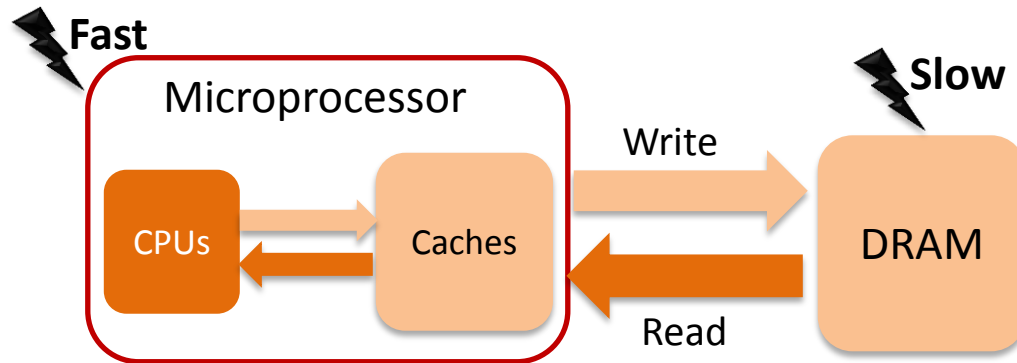 Fast
Slow
Microprocessor
Write
CPUs
Caches
DRAM
Read